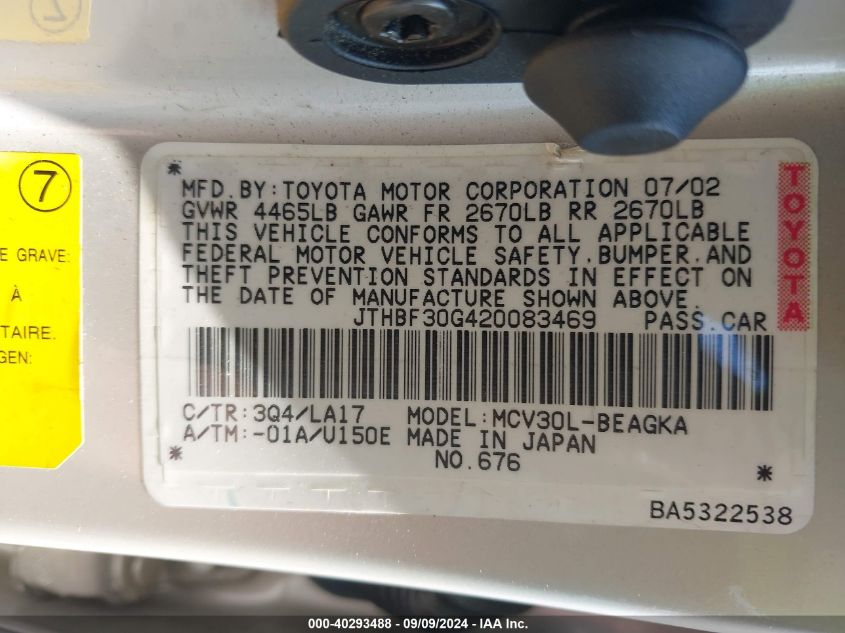 7
E GRAVE:
À
TAIRE.
GEN:
MFD.BY:TOYOTA MOTOR CORPORATION 07/02
GVWR 4465LB GAWR FR 2670LB RR 2670LB
THIS VEHICLE CONFORMS TO ALL APPLICABLE
FEDERAL MOTOR VEHICLE SAFETY,BUMPER,AND
THEFT PREVENTION STANDARDS IN EFFECT ON
THE DATE OF MANUFACTURE SHOWN ABOVE.
JTHBF30G420083469 PASS.CAR
C/TR:3Q4/LA17 MODEL:MCV30L-BEAGKA
A/TM:-01A/U150E MADE IN JAPAN
NO.676
BA5322538
TOYOTA
000-40293488 - 09/09/2024 - IAA Inc.